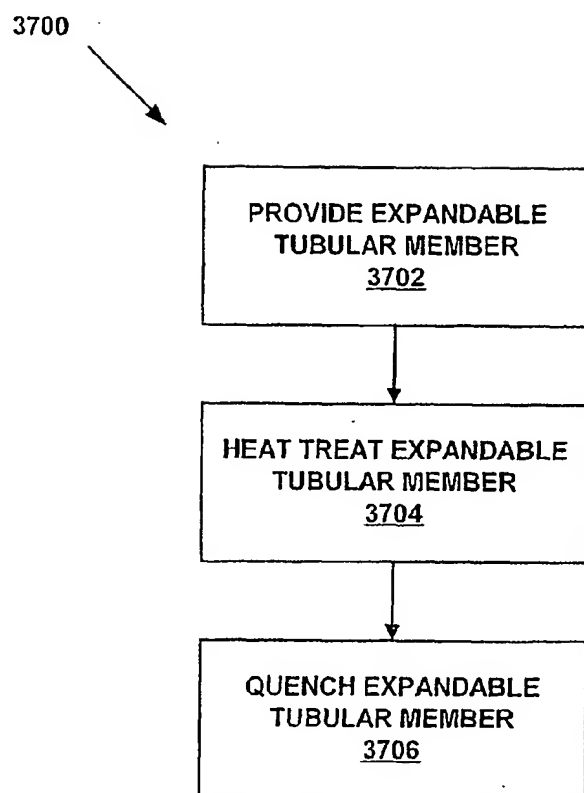 3700
PROVIDE EXPANDABLE
TUBULAR MEMBER
3702
HEAT TREAT EXPANDABLE
TUBULAR MEMBER
3704
QUENCH EXPANDABLE
TUBULAR MEMBER
3706